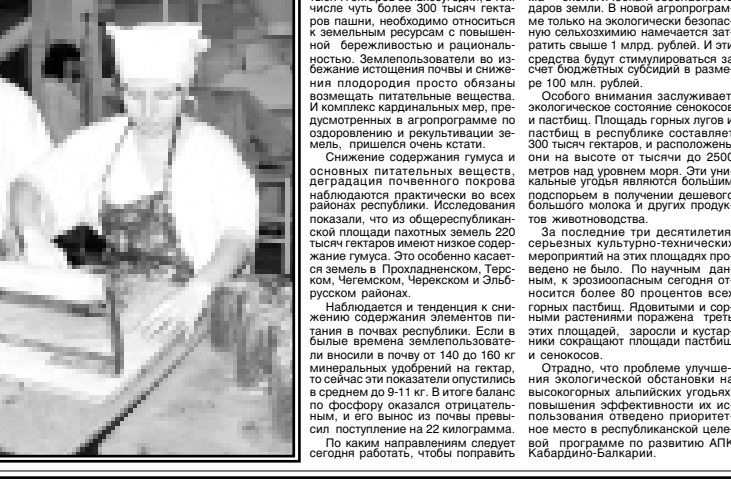 числе чуть более 300 тысяч гекта-
ров пашни, необходимо относиться
к земельным ресурсам с повышен-
ной бережливостью и рациональ-
ностью. Землепользователи во из-
бежание истощения почвы и сниже-
ния плодородия просто обязаны
возмещать питательные вещества.
И комплекс кардинальных мер, пре-
дусмотренных в агропрограмме по
оздоровлению и рекультивации зе-
мель, пришелся очень кстати.
Снижение содержания гумуса и
основных питательных веществ,
деградация почвенного покрова
наблюдаются практически во всех
районах республики. Исследования
показали, что из общереспубликан-
ской площади пахотных земель 220
тысяч гектаров имеют низкое содер-
жание гумуса. Это особенно касает-
ся земель в Прохладненском, Терс-
ком, Чегемском, Черекском и Эльб-
русском районах.
Наблюдается и тенденция к сни-
жению содержания элементов пи-
тания в почвах республики. Если в
былые времена землепользовате-
ли вносили в почву от 140 до 160 кг
минеральных удобрений на гектар,
то сейчас эти показатели опустились
в среднем до 9-11 кг. В итоге баланс
по фосфору оказался отрицатель-
ным, и его вынос из почвы превы-
сил поступление на 22 килограмма.
По каким направлениям следует
сегодня работать, чтобы поправить
даров земли. В новой агропрограм-
ме только на экологически безопас-
ную сельхозхимию намечается зат-
ратить свыше 1 млрд. рублей. И эти
средства будут стимулироваться за
счет бюджетных субсидий в разме-
ре 100 млн. рублей.
Особого внимания заслуживает
экологическое состояние сенокосов
и пастбищ. Площадь горных лугов и
пастбищ в республике составляет
300 тысяч гектаров, и расположены
они на высоте от тысячи до 2500
метров над уровнем моря. Эти уни-
кальные угодья являются большим
подспорьем в получении дешевого
большого молока и других продук-
тов животноводства.
За последние три десятилетия
серьезных культурно-технических
мероприятий на этих площадях про-
ведено не было. По научным дан-
ным, к эрозиоопасным сегодня от-
носится более 80 процентов всех
горных пастбищ. Ядовитыми и сор-
ными растениями поражена треть
этих площадей, заросли и кустар-
ники сокращают площади пастбищ
и сенокосов.
Отрадно, что проблеме улучше-
ния экологической обстановки на
высокогорных альпийских угодьях,
повышения эффективности их ис-
пользования отведено приоритет-
ное место в республиканской целе-
вой программе по развитию АПК
Кабардино-Балкарии.